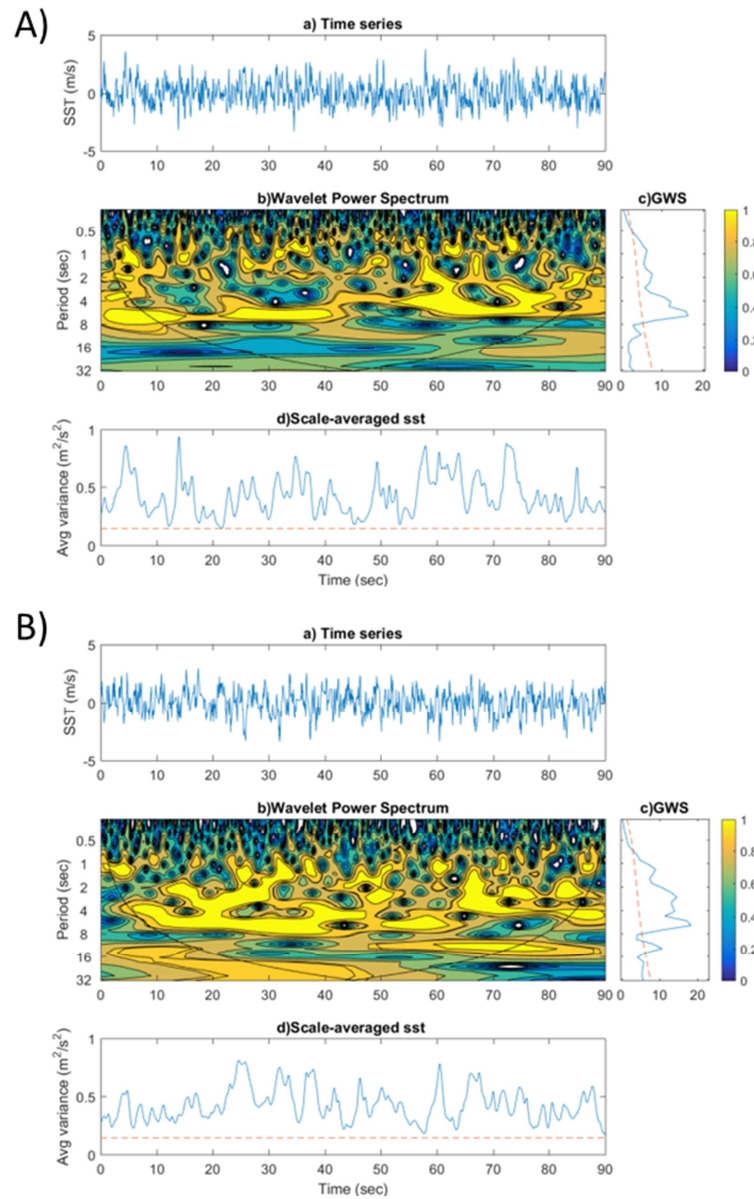 A)
a) Time series
SST (m/s)
5
0
-5
0 10 20 30 40 50 60 70 80 90
b)Wavelet Power Spectrum
c)GWS
Period (sec)
0.5
1
2
4
8
16
32
0 10 20 30 40 50 60 70 80 90
0 10 20
1
0.8
0.6
0.4
0.2
0
d)Scale-averaged sst
Avg variance (m²/s²)
1
0.5
0
0 10 20 30 40 50 60 70 80 90
Time (sec)
B)
a) Time series
SST (m/s)
5
0
-5
0 10 20 30 40 50 60 70 80 90
b)Wavelet Power Spectrum
c)GWS
Period (sec)
0.5
1
2
4
8
16
32
0 10 20 30 40 50 60 70 80 90
0 10 20
1
0.8
0.6
0.4
0.2
0
d)Scale-averaged sst
Avg variance (m²/s²)
1
0.5
0
0 10 20 30 40 50 60 70 80 90
Time (sec)